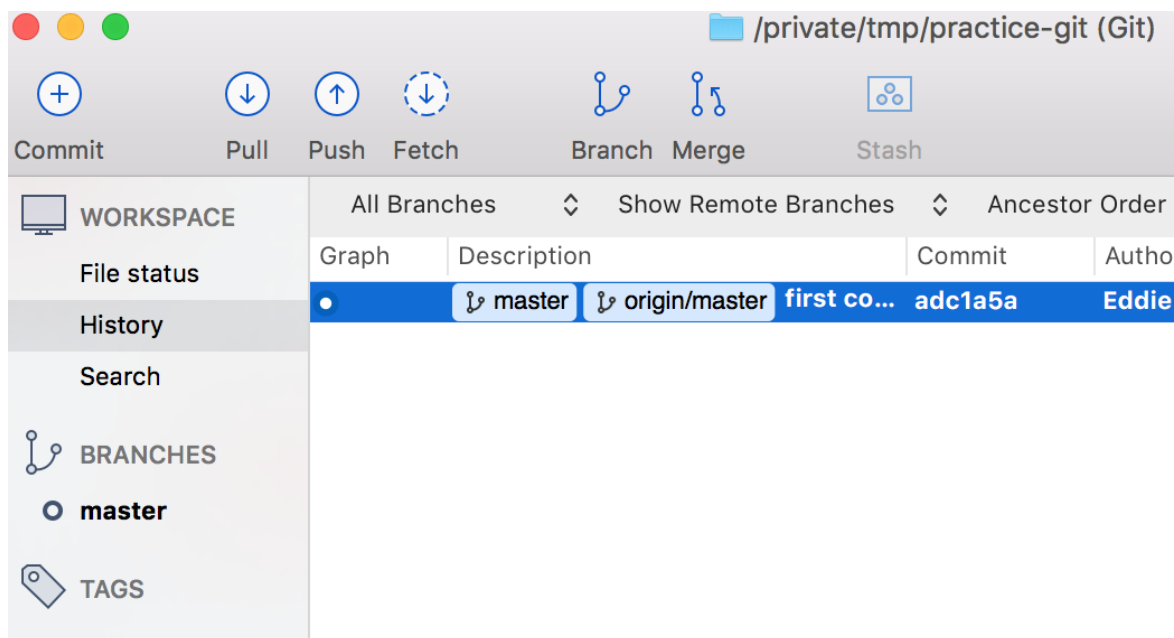 /private/tmp/practice-git (Git)
Commit Pull Push Fetch Branch Merge Stash
WORKSPACE
File status
History
Search
BRANCHES
master
TAGS
All Branches Show Remote Branches Ancestor Order
Graph Description Commit Autho
master origin/master first co... adc1a5a Eddie